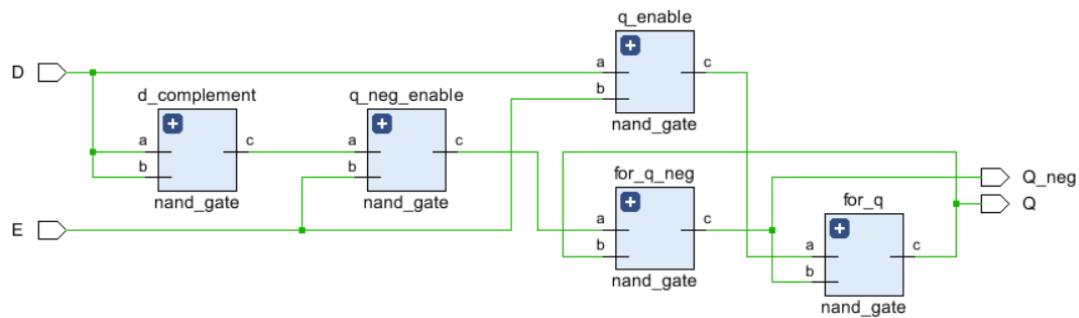 q_enable
D
a
c
b
nand_gate
d_complement
a
c
b
nand_gate
q_neg_enable
a
c
b
nand_gate
for_q_neg
a
c
b
nand_gate
Q_neg
Q
for_q
a
c
b
nand_gate
E